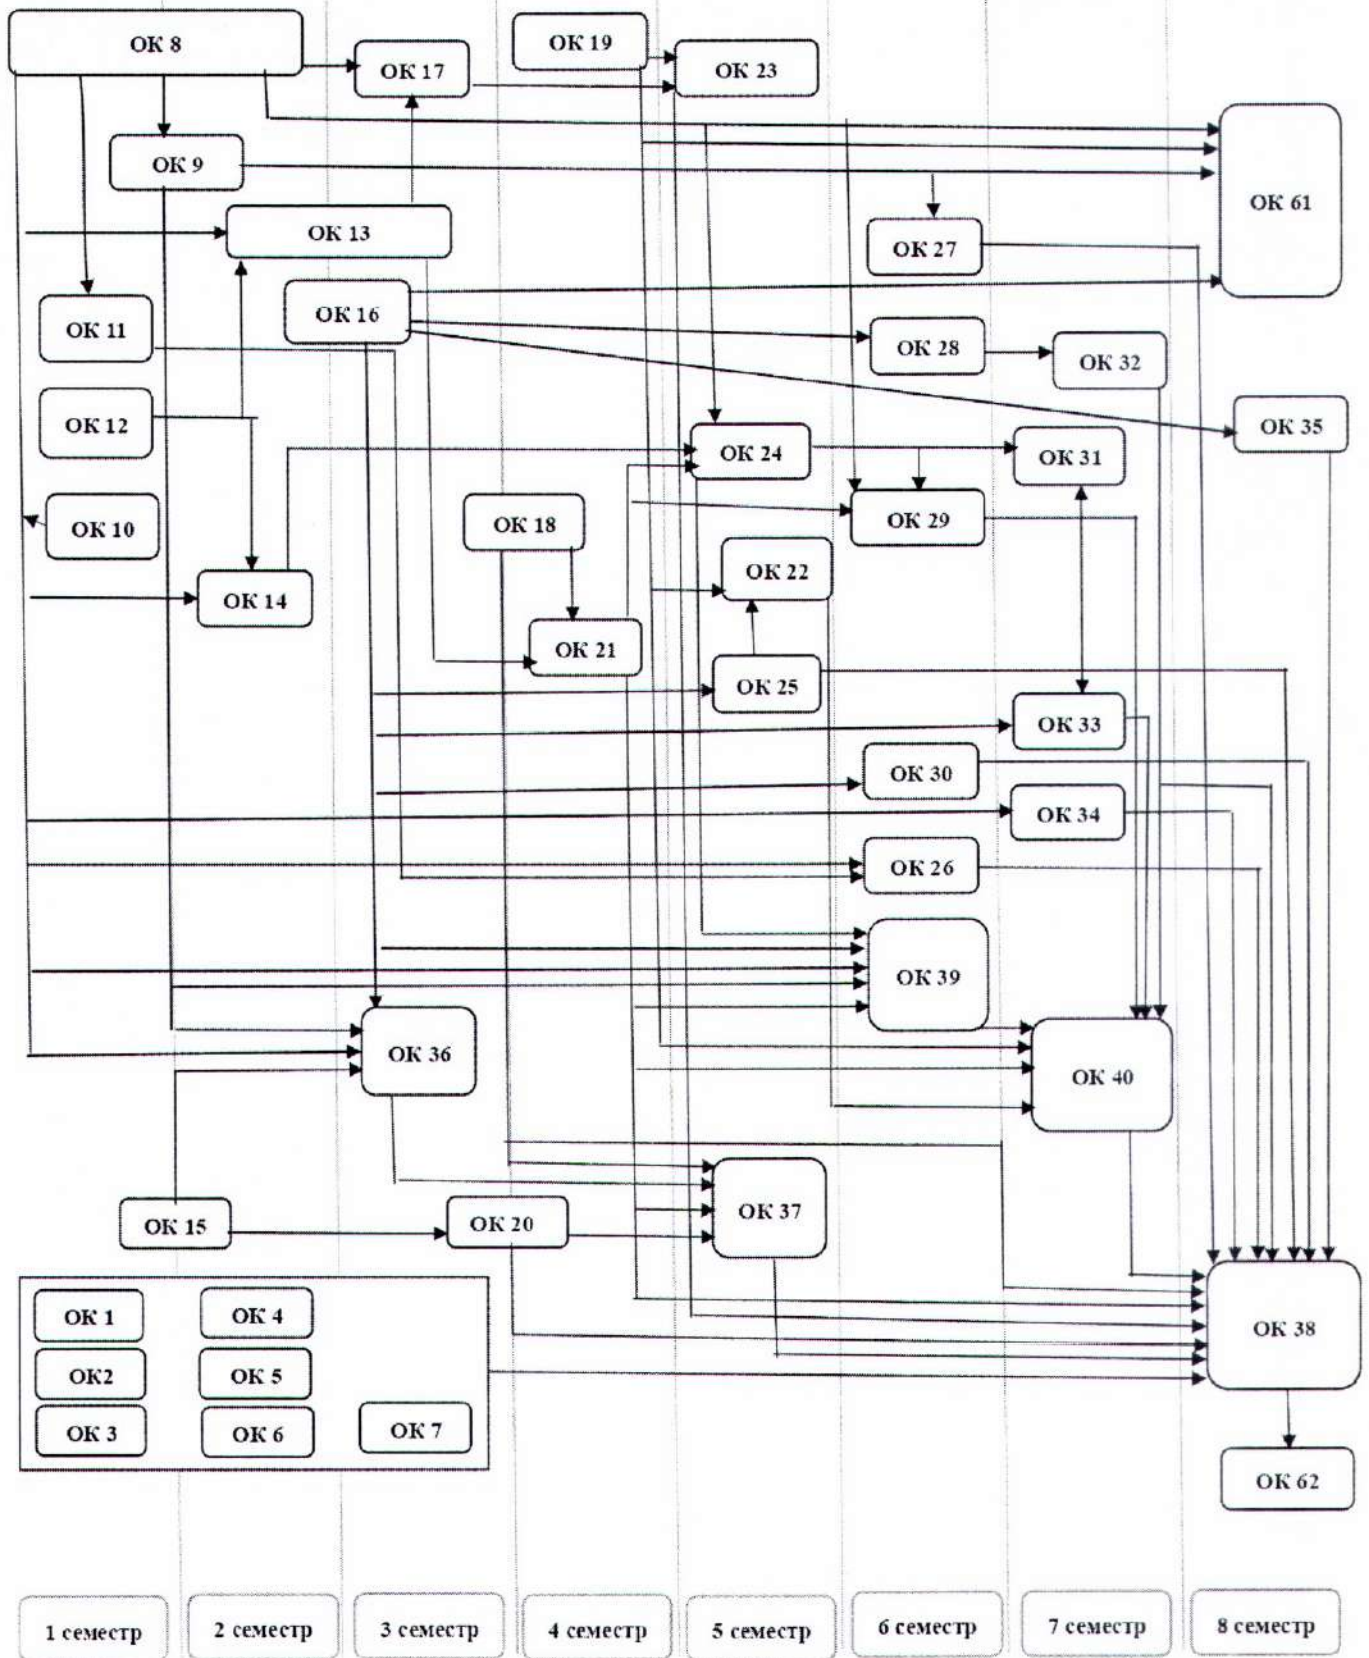 ОК 8
ОК 19
ОК 17
ОК 23
ОК 9
ОК 61
ОК 13
ОК 27
ОК 11
ОК 16
ОК 28
ОК 32
ОК 12
ОК 35
ОК 24
ОК 31
ОК 10
ОК 18
ОК 29
ОК 22
ОК 14
ОК 21
ОК 25
ОК 33
ОК 30
ОК 34
ОК 26
ОК 39
ОК 36
ОК 40
ОК 15
ОК 20
ОК 37
ОК 1
ОК 4
ОК 38
ОК2
ОК 5
ОК 3
ОК 6
ОК 7
ОК 62
1 семестр
2 семестр
3 семестр
4 семестр
5 семестр
6 семестр
7 семестр
8 семестр